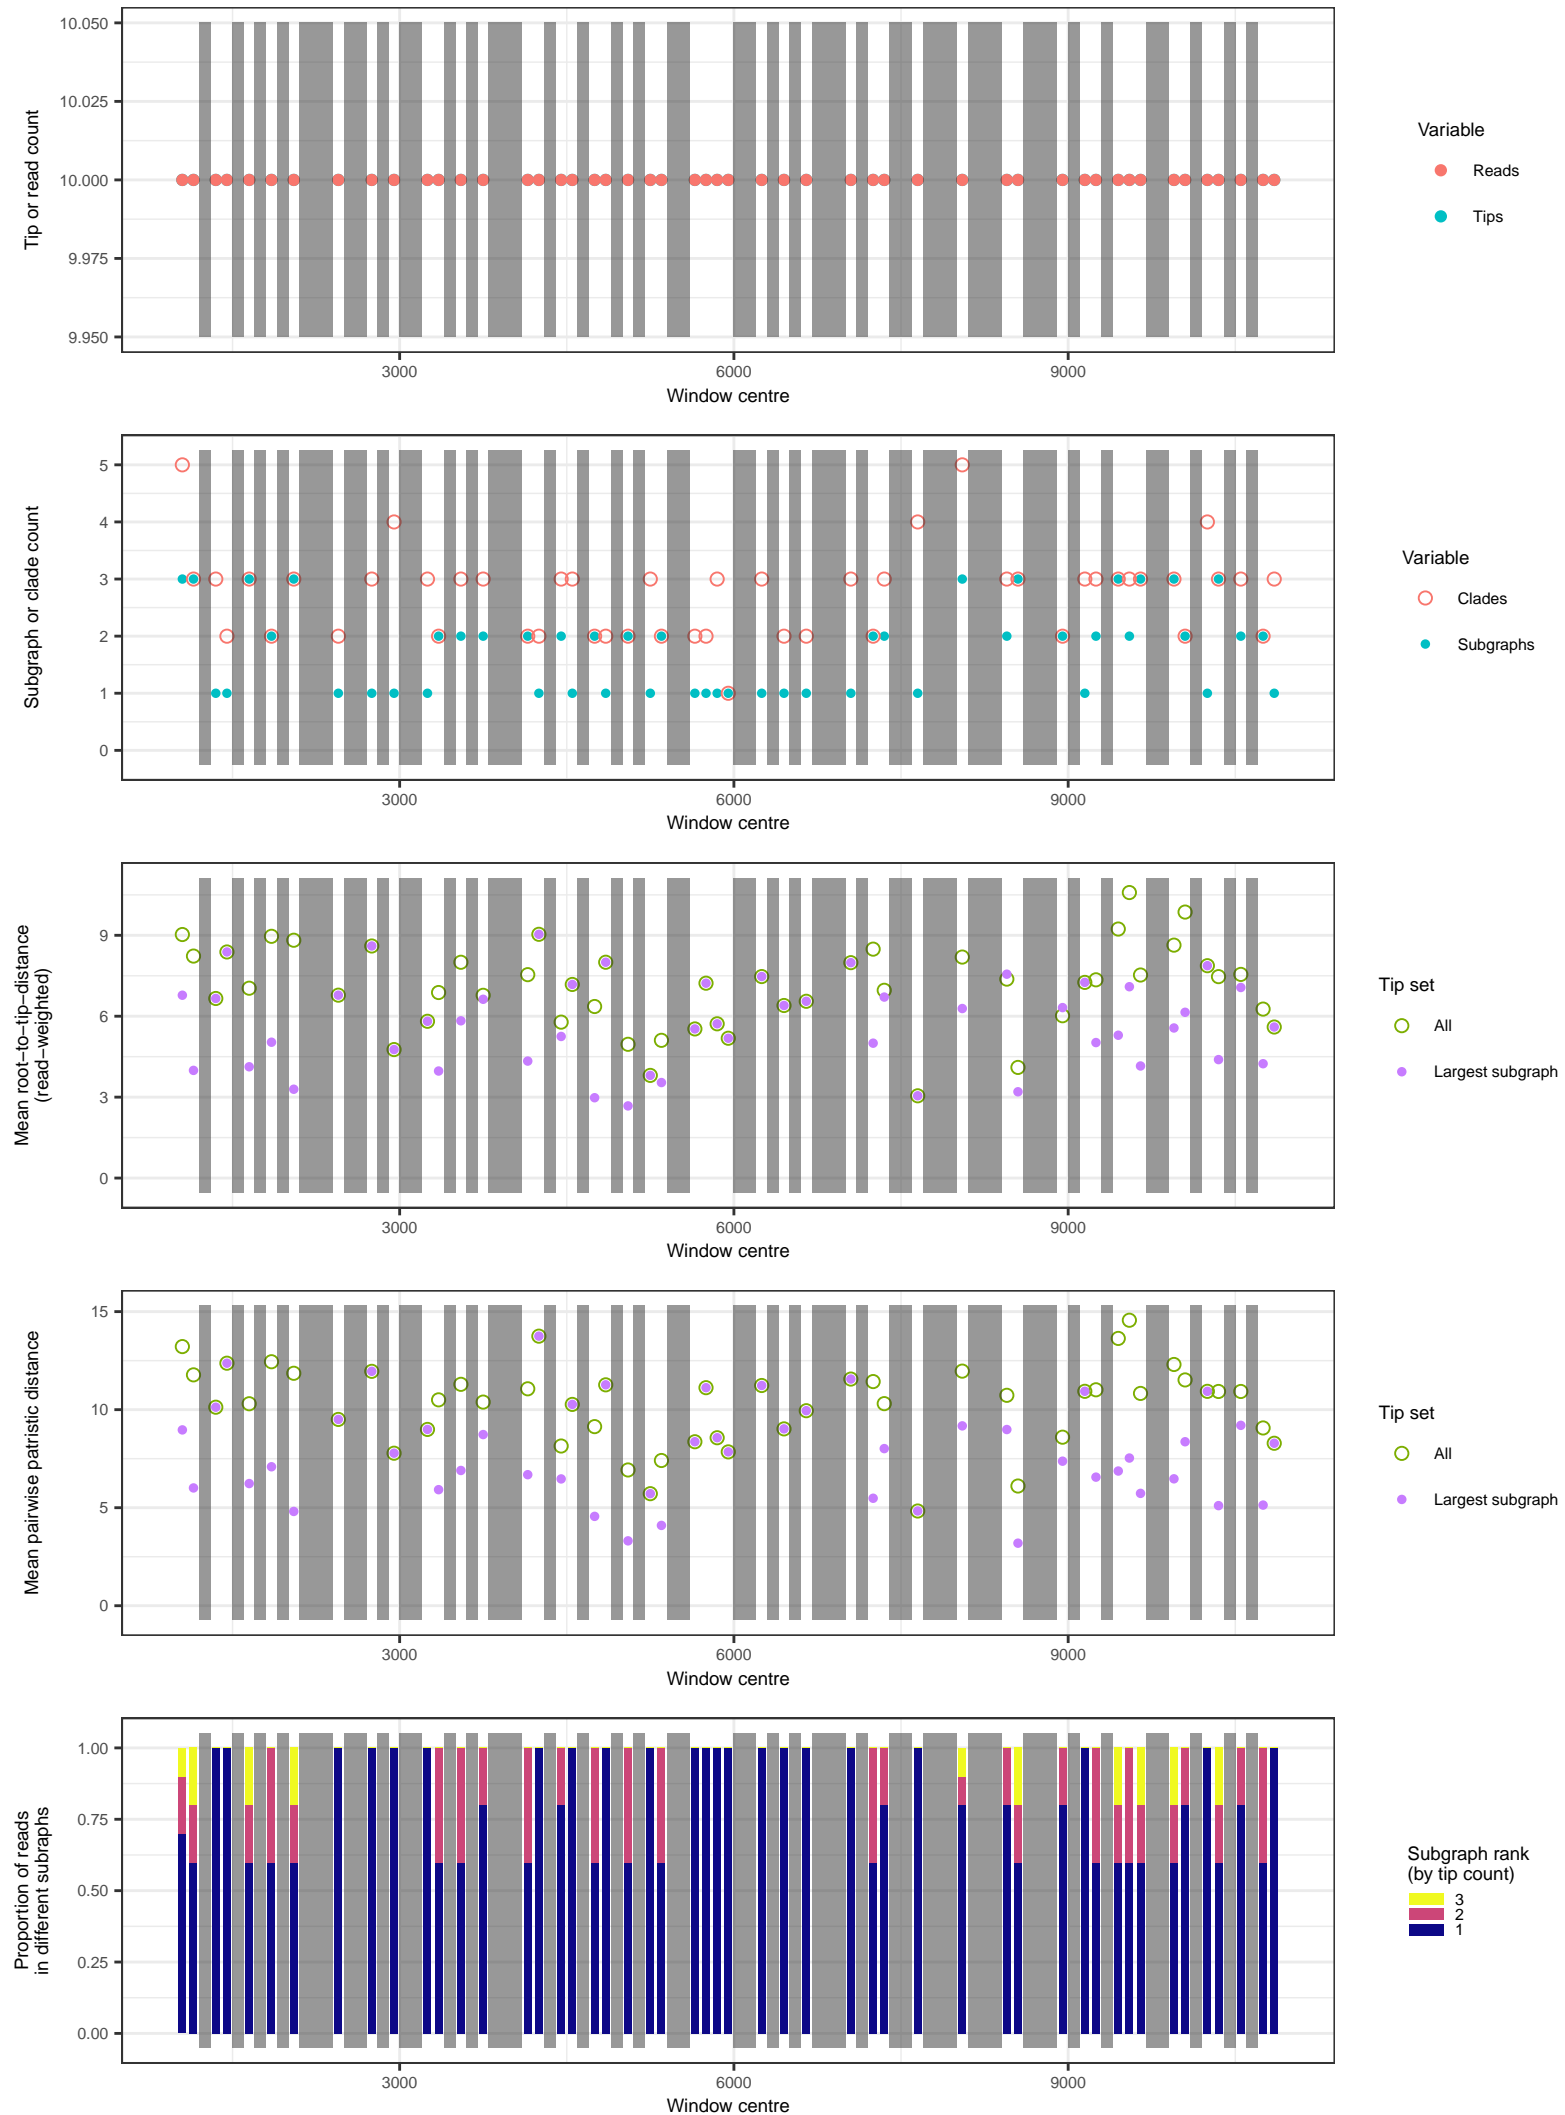 10.050
10.025
10.000
9.975
9.950
Tip or read count
3000
6000
9000
Window centre
Variable
Reads
Tips
5
4
3
2
1
0
Subgraph or clade count
3000
6000
9000
Window centre
Variable
Clades
Subgraphs
9
6
3
0
Mean root−to−tip−distance
(read−weighted)
3000
6000
9000
Window centre
Tip set
All
Largest subgraph
15
10
5
0
Mean pairwise patristic distance
3000
6000
9000
Window centre
Tip set
All
Largest subgraph
1.00
0.75
0.50
0.25
0.00
Proportion of reads
in different subraphs
3000
6000
9000
Window centre
Subgraph rank
(by tip count)
3
2
1